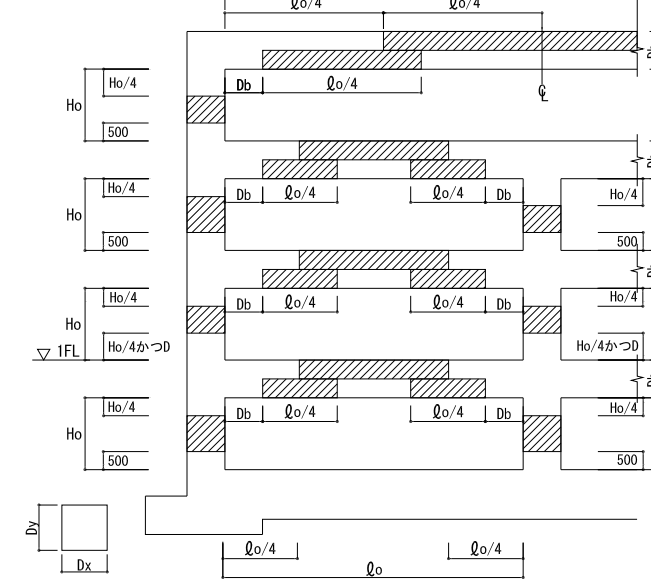 ℓo/4 ℓo/4
Ho Ho/4 500
Db ℓo/4
℄
Ho Ho/4 500
Db ℓo/4 ℓo/4 Db
Ho/4 500
Ho Ho/4 Ho/4かつD
Db ℓo/4 ℓo/4 Db
Ho/4 Ho/4かつD
▽ 1FL
Ho Ho/4 500
Db ℓo/4 ℓo/4 Db
Ho/4 500
Dy
Dx
ℓo/4 ℓo/4
ℓo